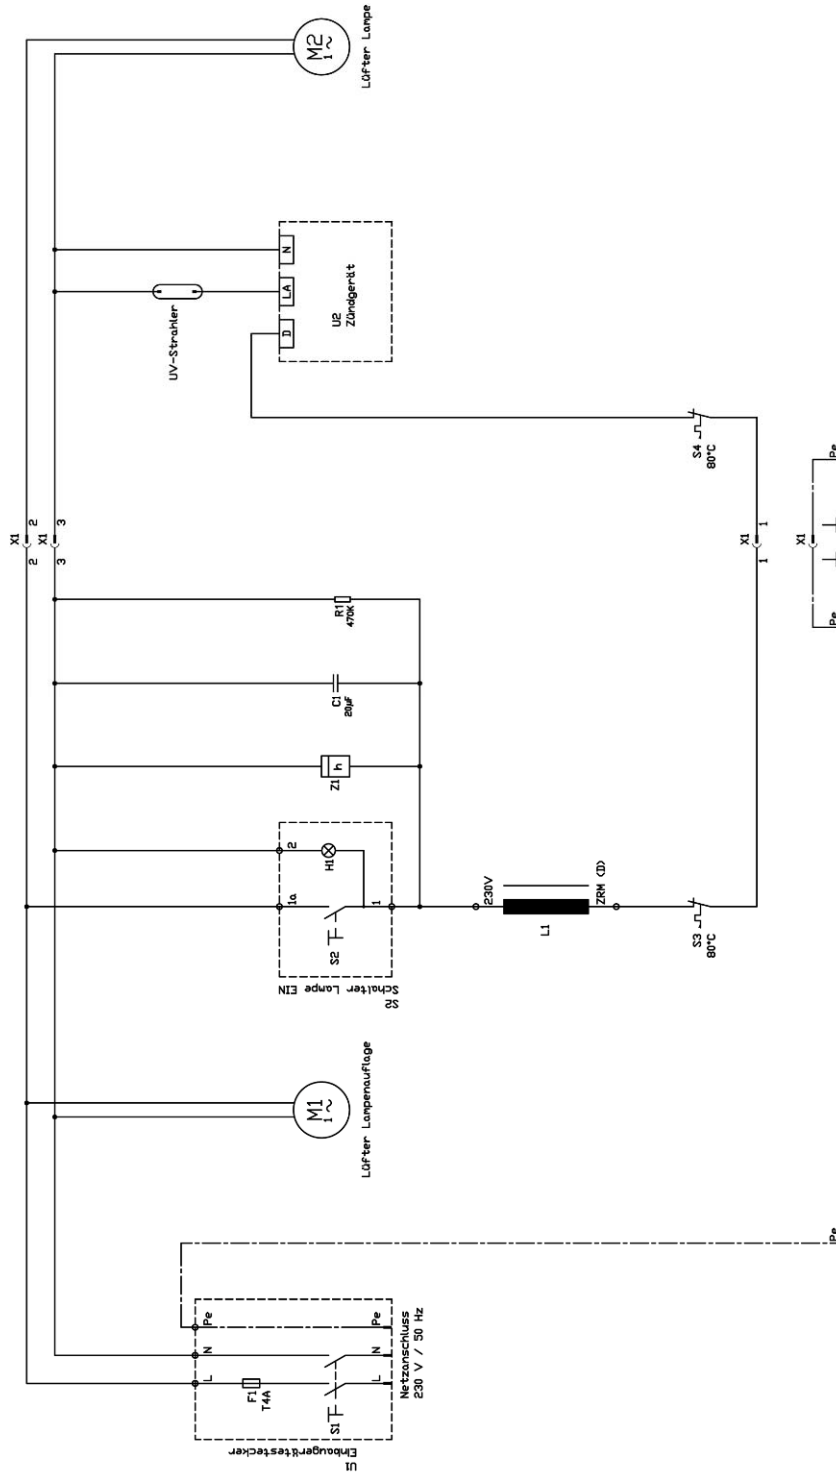 U1
Einbaugerätestecker
L
N
Pe
F1
T4A
S1
L
N
Pe
Netzanschluss
230 V / 50 Hz
Pe
M1
1~
Lüfter Lampenauflage
S2
Schalter Lampe EIN
1a
2
S2
H1
1
Z1
h
C1
20µF
R1
470K
230V
L1
ZRM (D)
S3
80°C
X1
2
2
X1
3
3
X1
1
1
X1
Pe
Pe
S4
80°C
UV-Strahler
D
LA
N
U2
Zündgerät
M2
1~
Lüfter Lampe